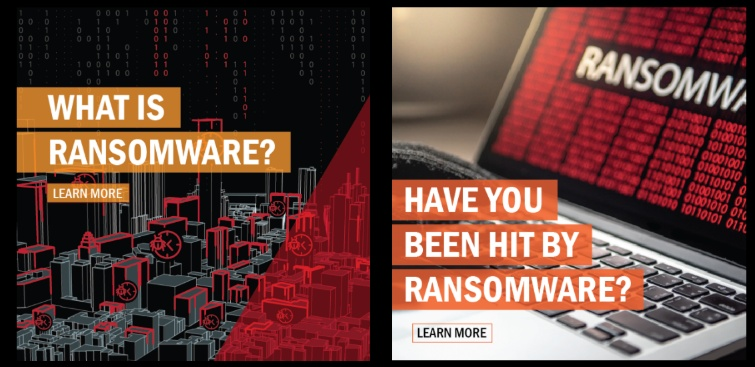 WHAT IS
RANSOMWARE?
LEARN MORE
RANSOMWA
HAVE YOU
BEEN HIT BY
RANSOMWARE?
LEARN MORE